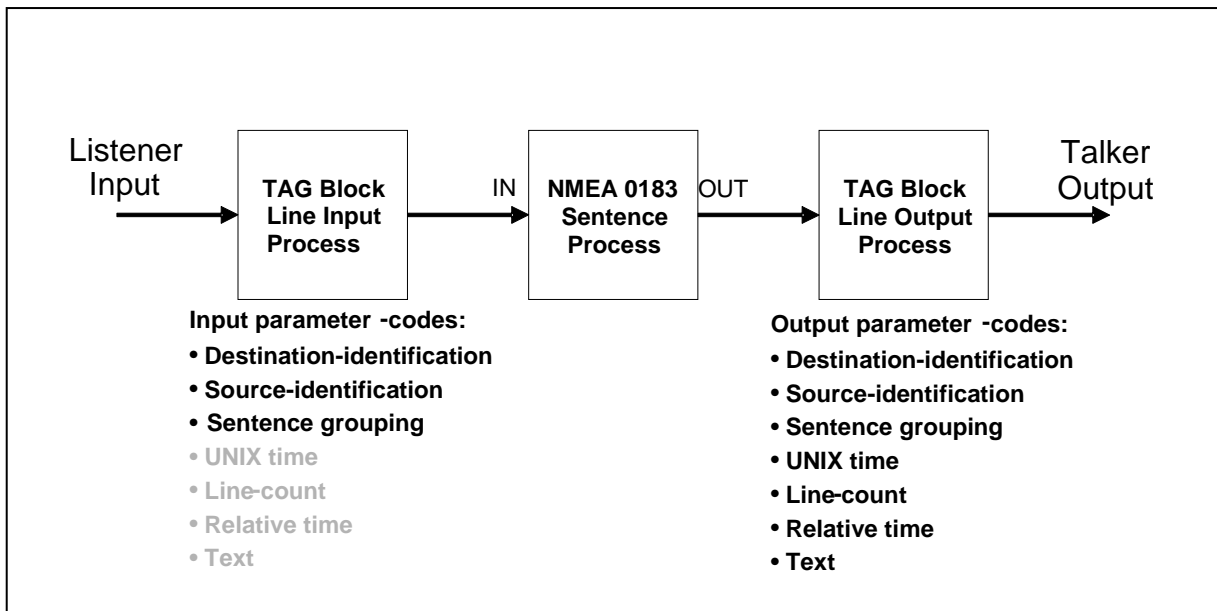 Listener
Input
TAG Block
Line Input
Process
IN
NMEA 0183
Sentence
Process
OUT
TAG Block
Line Output
Process
Talker
Output
Input parameter -codes:
• Destination-identification
• Source-identification
• Sentence grouping
• UNIX time
• Line-count
• Relative time
• Text
Output parameter -codes:
• Destination-identification
• Source-identification
• Sentence grouping
• UNIX time
• Line-count
• Relative time
• Text